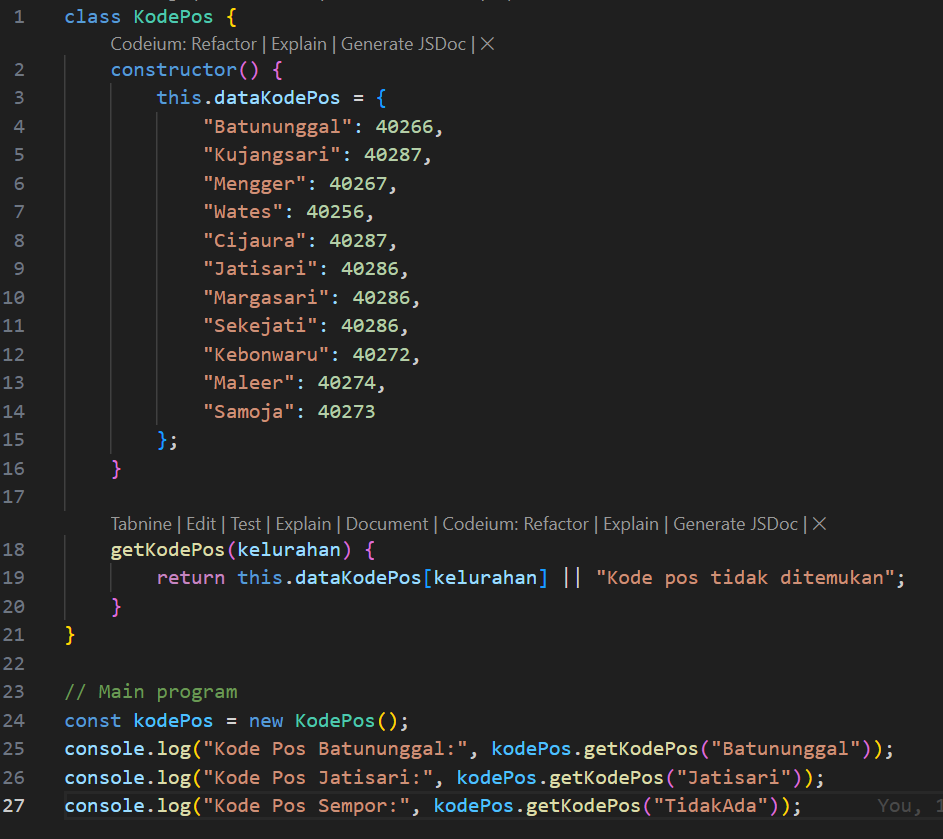 1 class KodePos {
Codeium: Refactor | Explain | Generate JSDoc | ×
2 constructor() {
3 this.dataKodePos = {
4 "Batununggal": 40266,
5 "Kujangsari": 40287,
6 "Mengger": 40267,
7 "Wates": 40256,
8 "Cijaura": 40287,
9 "Jatisari": 40286,
10 "Margasari": 40286,
11 "Sekejati": 40286,
12 "Kebonwaru": 40272,
13 "Maleer": 40274,
14 "Samoja": 40273
15 };
16 }
17
Tabnine | Edit | Test | Explain | Document | Codeium: Refactor | Explain | Generate JSDoc | ×
18 getKodePos(kelurahan) {
19 return this.dataKodePos[kelurahan] || "Kode pos tidak ditemukan";
20 }
21 }
22
23 // Main program
24 const kodePos = new KodePos();
25 console.log("Kode Pos Batununggal:", kodePos.getKodePos("Batununggal"));
26 console.log("Kode Pos Jatisari:", kodePos.getKodePos("Jatisari"));
27 console.log("Kode Pos Sempor:", kodePos.getKodePos("TidakAda")); You, 1